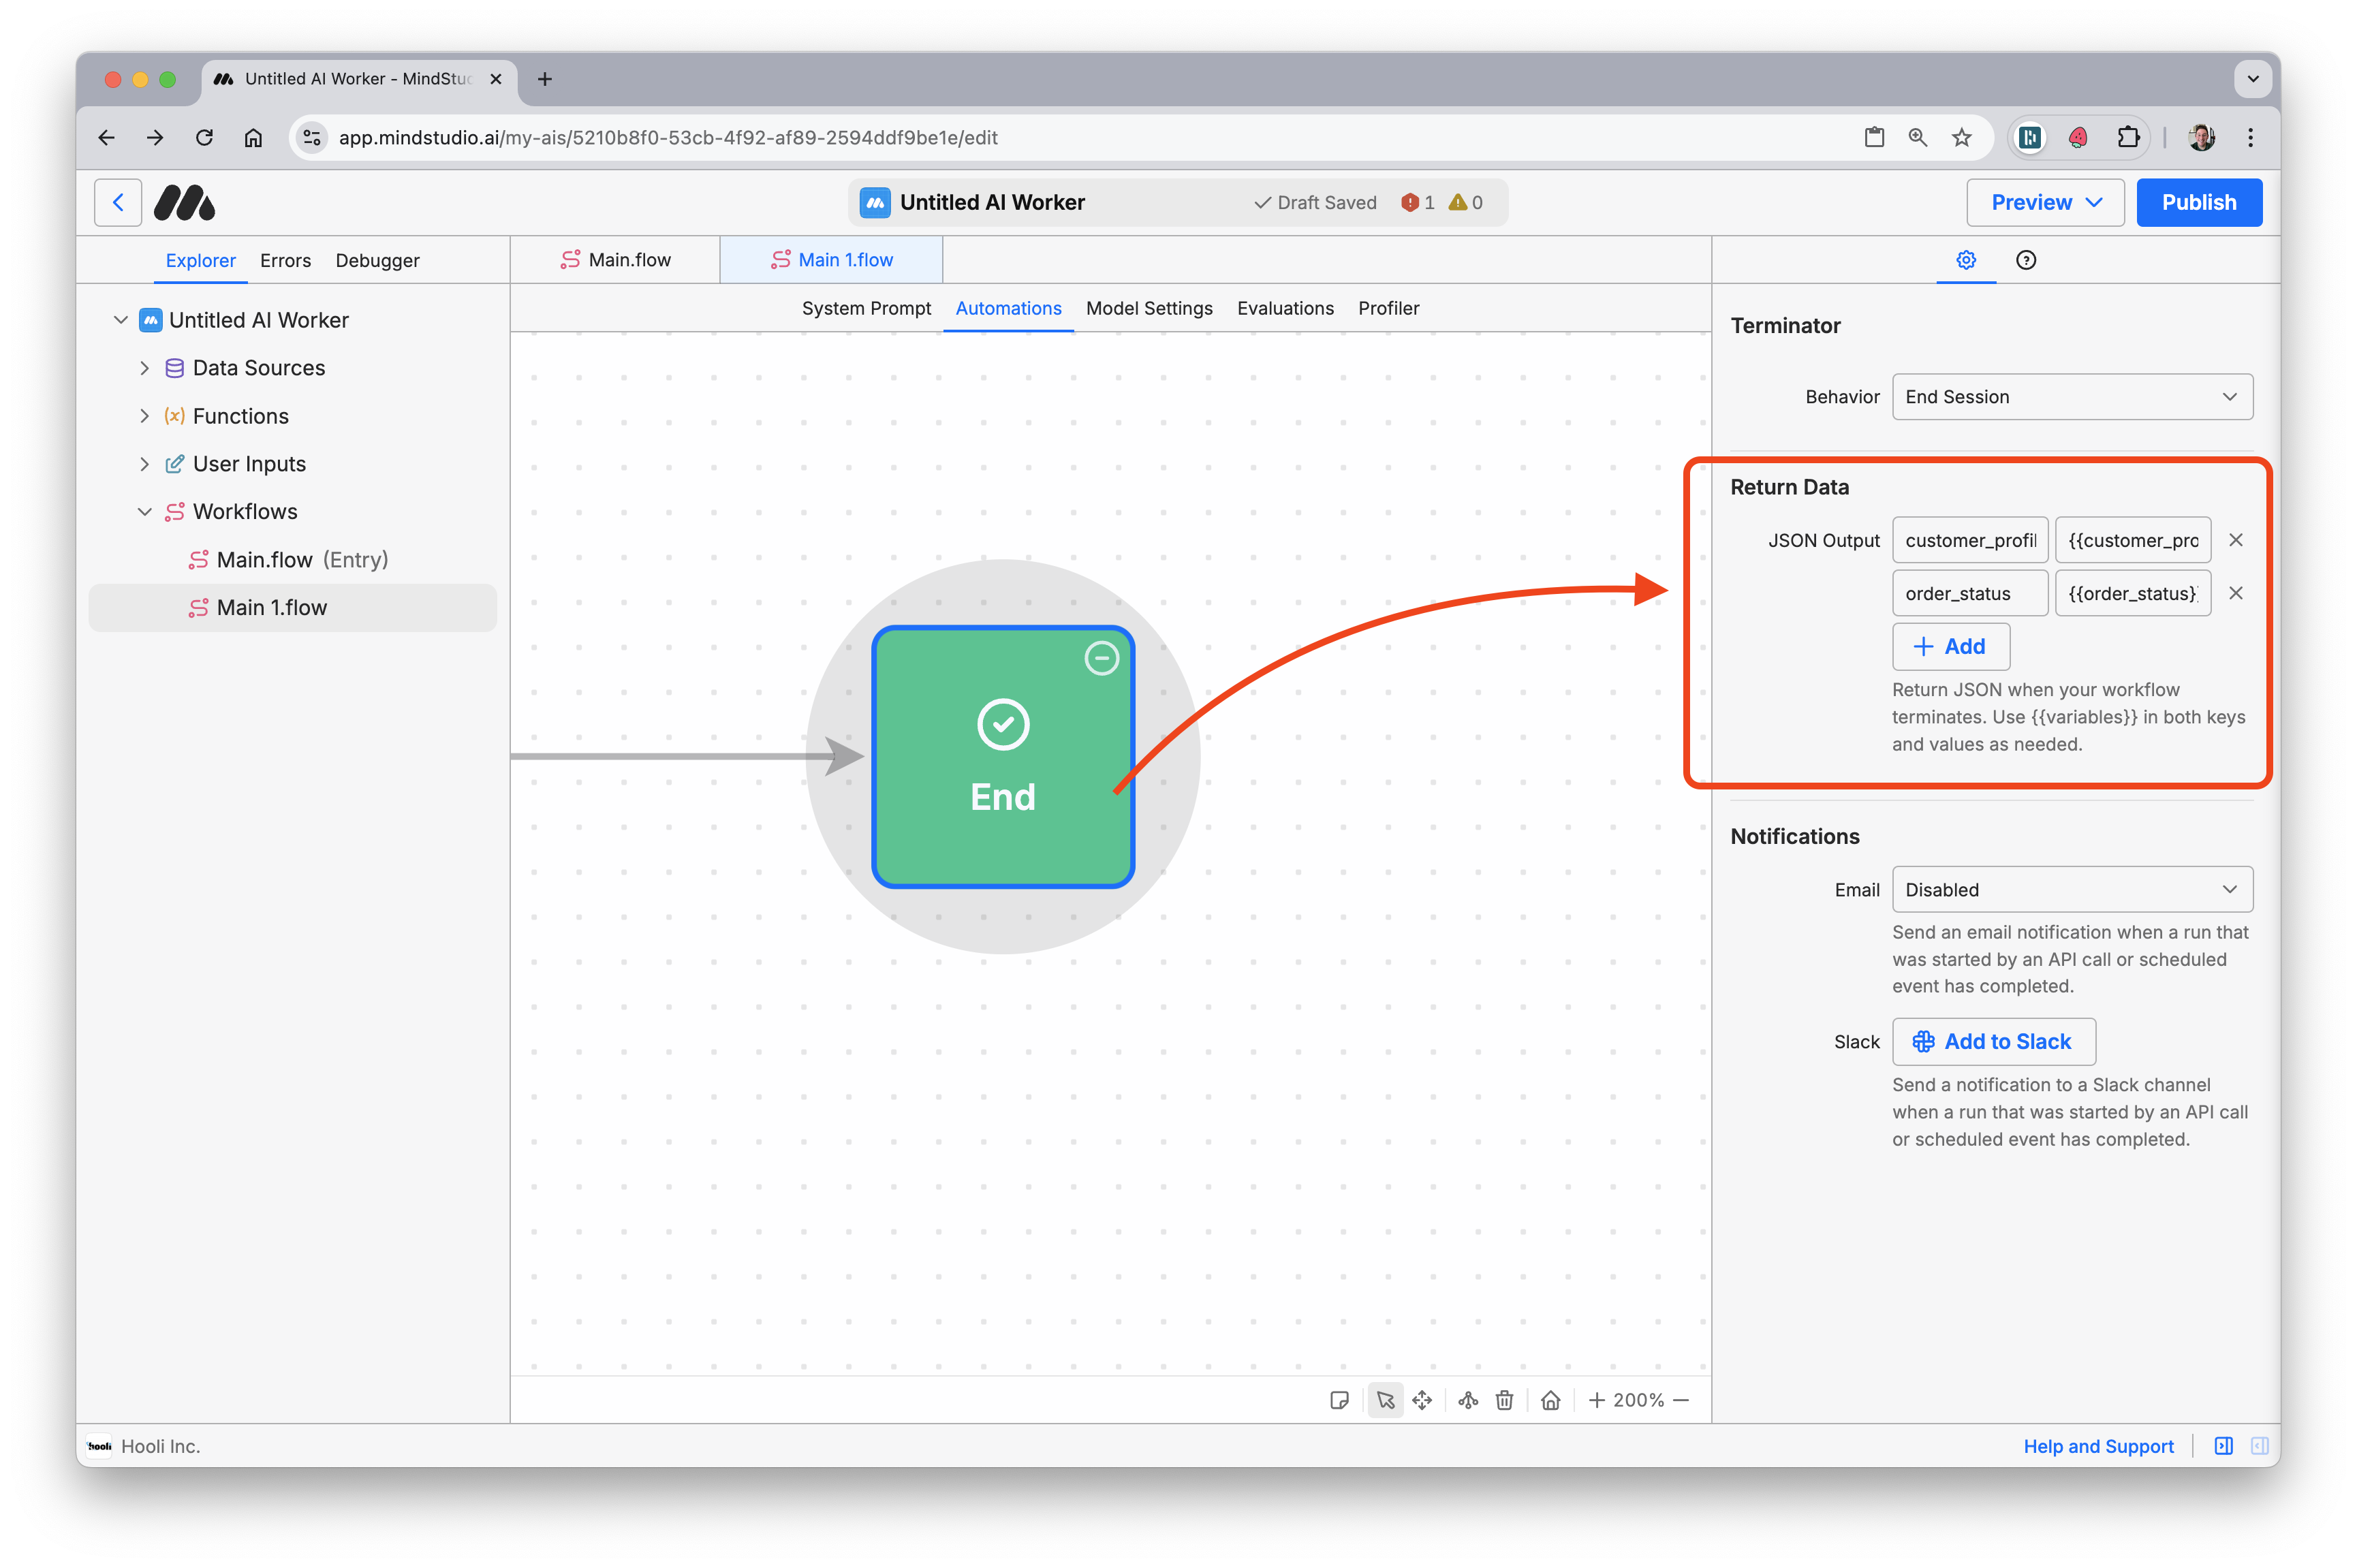 Untitled AI Worker - MindStu
app.mindstudio.ai/my-ais/5210b8f0-53cb-4f92-af89-2594ddf9be1e/edit
Untitled AI Worker
Draft Saved
1
0
Preview
Publish
Explorer
Errors
Debugger
Main.flow
Main 1.flow
System Prompt
Automations
Model Settings
Evaluations
Profiler
Untitled AI Worker
Data Sources
(x) Functions
User Inputs
Workflows
Main.flow (Entry)
Main 1.flow
End
Terminator
Behavior
End Session
Return Data
JSON Output
customer_profil
{{customer_pro
order_status
{{order_status}
Add
Return JSON when your workflow
terminates. Use {{variables}} in both keys
and values as needed.
Notifications
Email
Disabled
Send an email notification when a run that
was started by an API call or scheduled
event has completed.
Slack
Add to Slack
Send a notification to a Slack channel
when a run that was started by an API call
or scheduled event has completed.
200%
hooli
Hooli Inc.
Help and Support